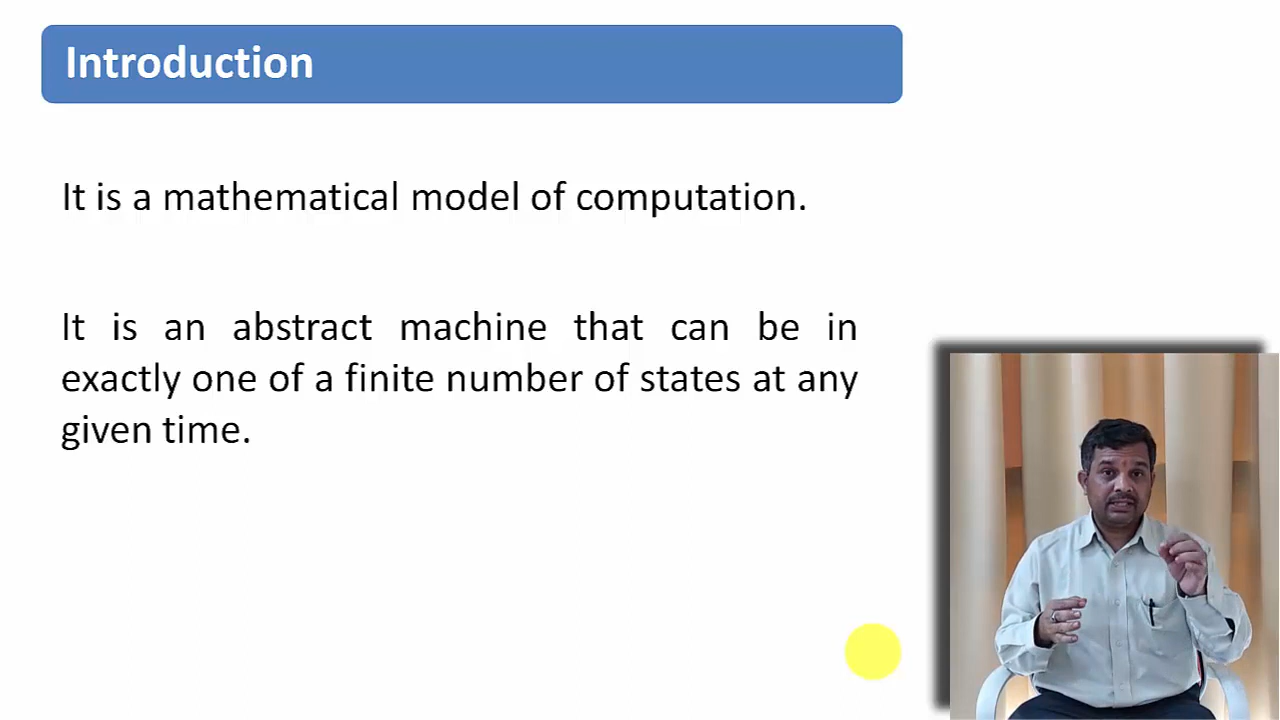 Introduction
It is a mathematical model of computation.
It is an abstract machine that can be in
exactly one of a finite number of states at any
given time.